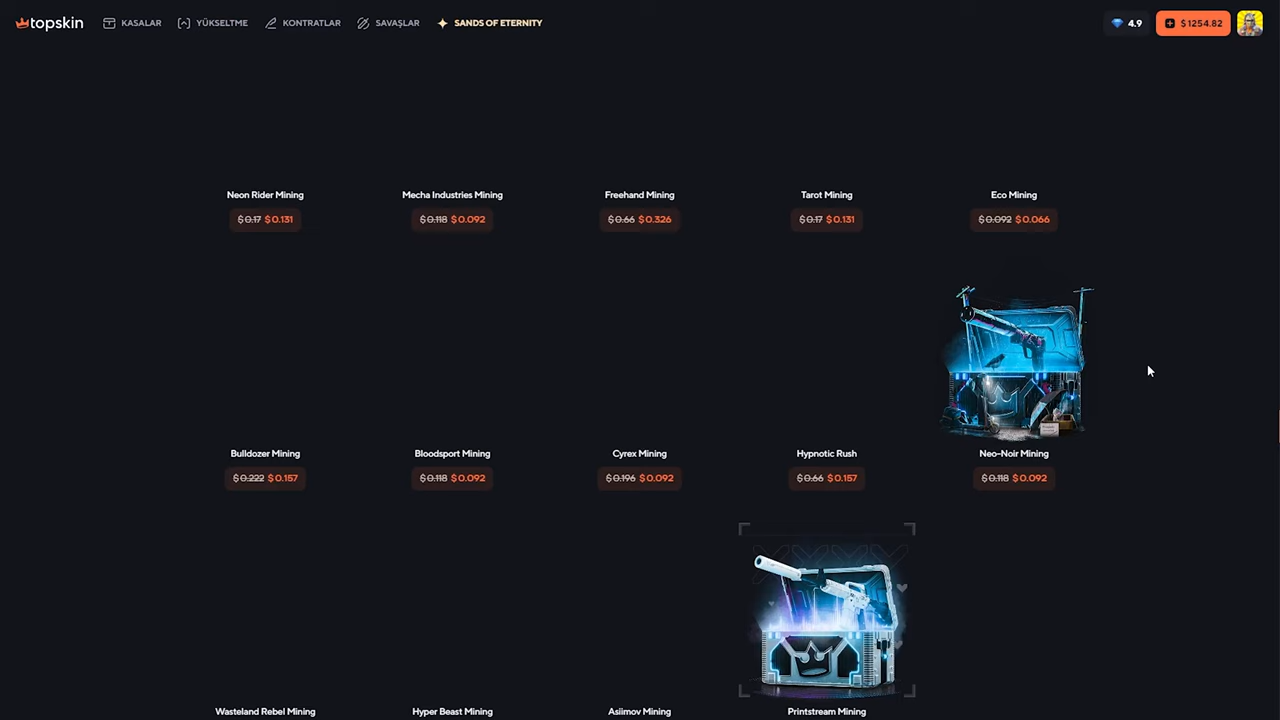 topskin KASALAR YÜKSELTME KONTRATLAR SAVAŞLAR SANDS OF ETERNITY 4.9 $1254.82
Neon Rider Mining Mecha Industries Mining Freehand Mining Tarot Mining Eco Mining
$0.17 $0.131 $0.118 $0.092 $0.66 $0.326 $0.17 $0.131 $0.092 $0.066
Bulldozer Mining Bloodsport Mining Cyrex Mining Hypnotic Rush Neo-Noir Mining
$0.222 $0.157 $0.118 $0.092 $0.196 $0.092 $0.66 $0.157 $0.118 $0.092
Wasteland Rebel Mining Hyper Beast Mining Asiimov Mining Printstream Mining